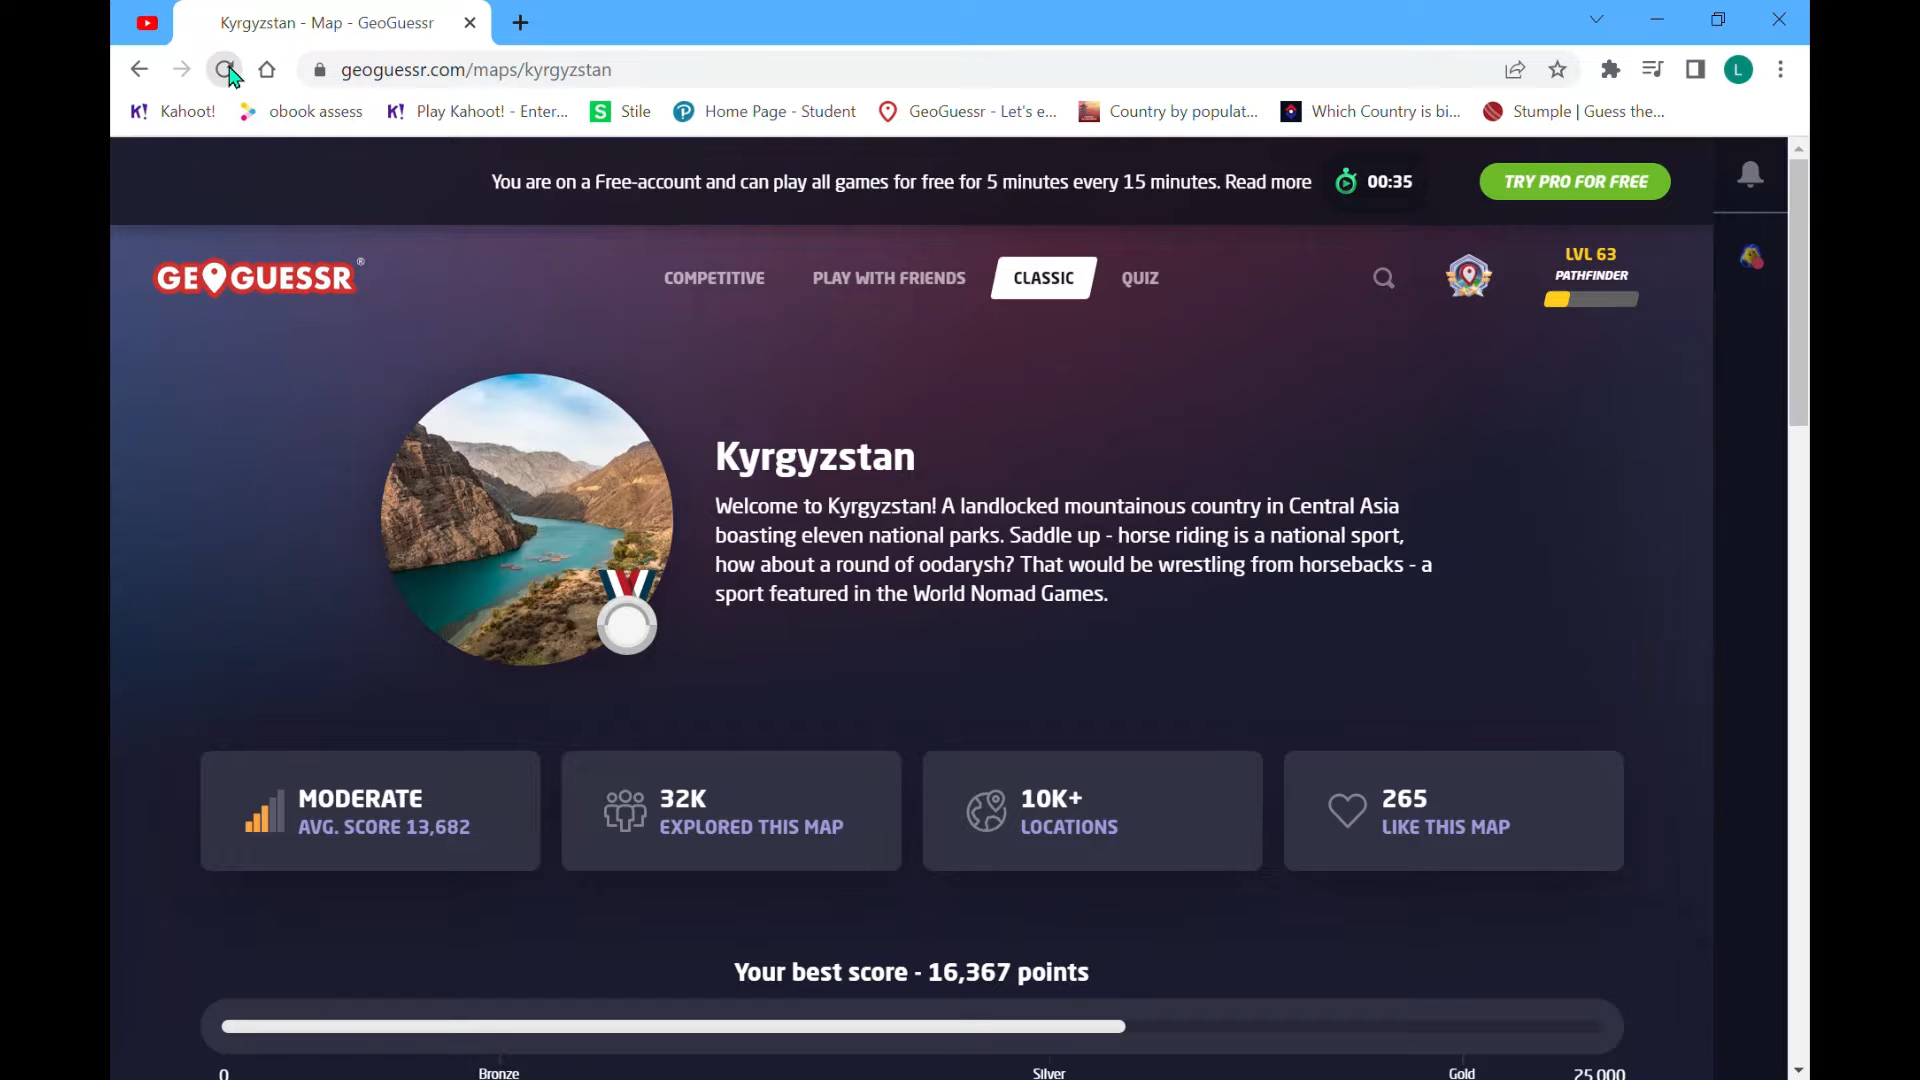 Kyrgyzstan - Map - GeoGuessr
geoguessr.com/maps/kyrgyzstan
L
K! Kahoot!
obook assess
K! Play Kahoot! - Enter...
S Stile
Home Page - Student
GeoGuessr - Let's e...
Country by populat...
Which Country is bi...
Stumple | Guess the...
You are on a Free-account and can play all games for free for 5 minutes every 15 minutes. Read more
00:35
TRY PRO FOR FREE
GEOGUESSR®
COMPETITIVE
PLAY WITH FRIENDS
CLASSIC
QUIZ
LVL 63
PATHFINDER
Kyrgyzstan
Welcome to Kyrgyzstan! A landlocked mountainous country in Central Asia
boasting eleven national parks. Saddle up - horse riding is a national sport,
how about a round of oodarysh? That would be wrestling from horsebacks - a
sport featured in the World Nomad Games.
MODERATE
AVG. SCORE 13,682
32K
EXPLORED THIS MAP
10K+
LOCATIONS
265
LIKE THIS MAP
Your best score - 16,367 points
0
Bronze
Silver
Gold
25,000